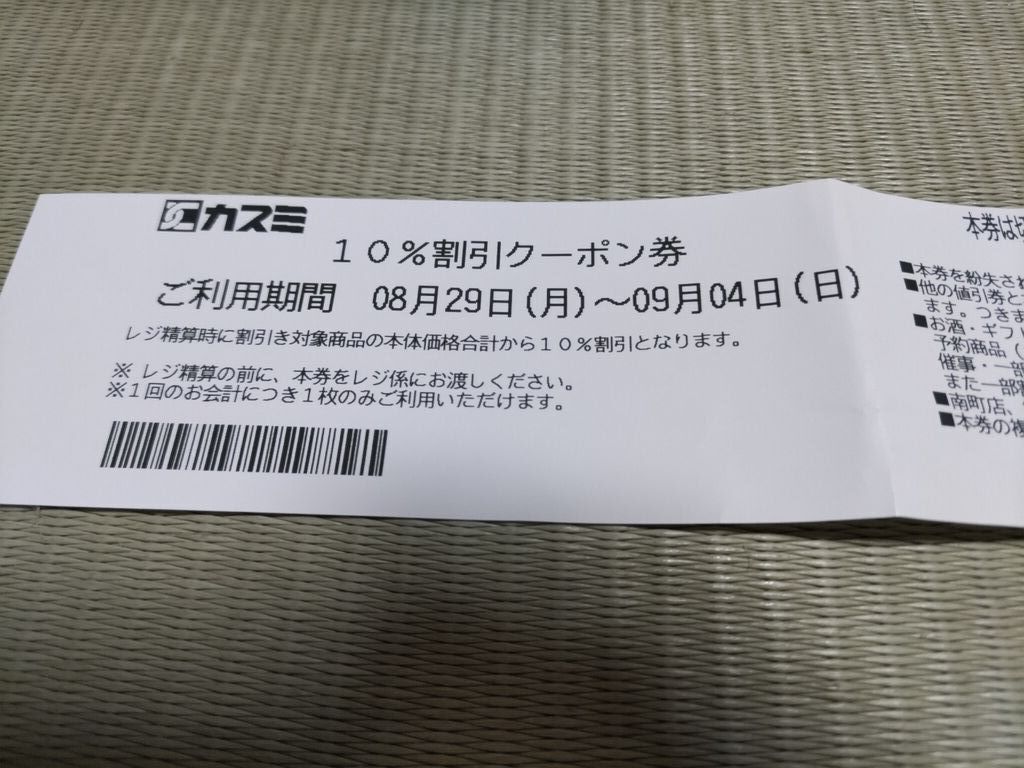 カスミ
１０％割引クーポン券
ご利用期間 08月29日(月)～09月04日(日)
レジ精算時に割引き対象商品の本体価格合計から１０％割引となります。
※ レジ精算の前に、本券をレジ係にお渡しください。
※１回のお会計につき１枚のみご利用いただけます。
本券は
■本券を紛失され
■他の値引券と
ます。つきま
■お酒・ギフ
予約商品（
催事・一部
また一部
■南町店、
■本券の複